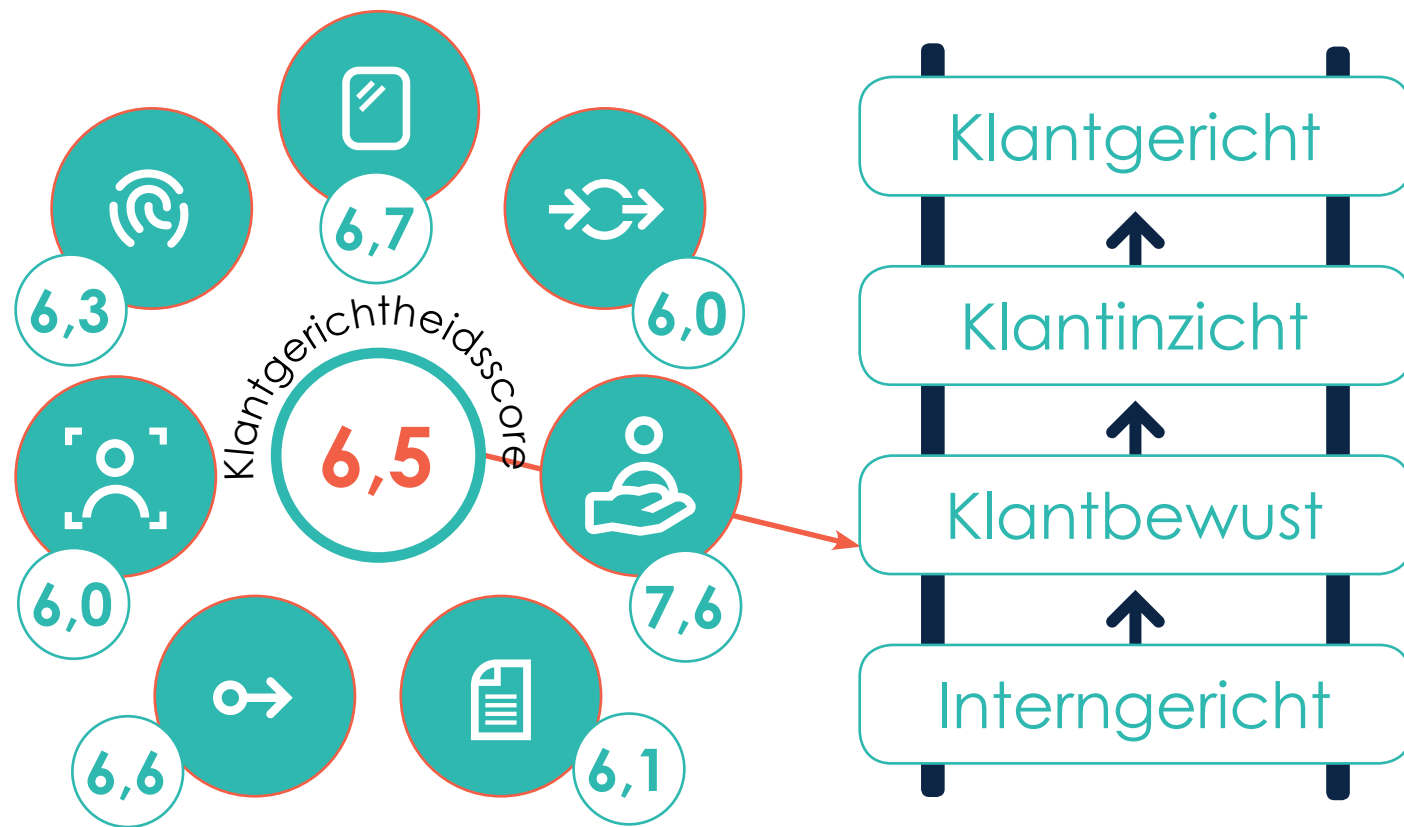 6,7
6,3
6,0
Klantgerichtheidsscore
6,5
6,0
7,6
6,6
6,1
Klantgericht
Klantinzicht
Klantbewust
Interngericht